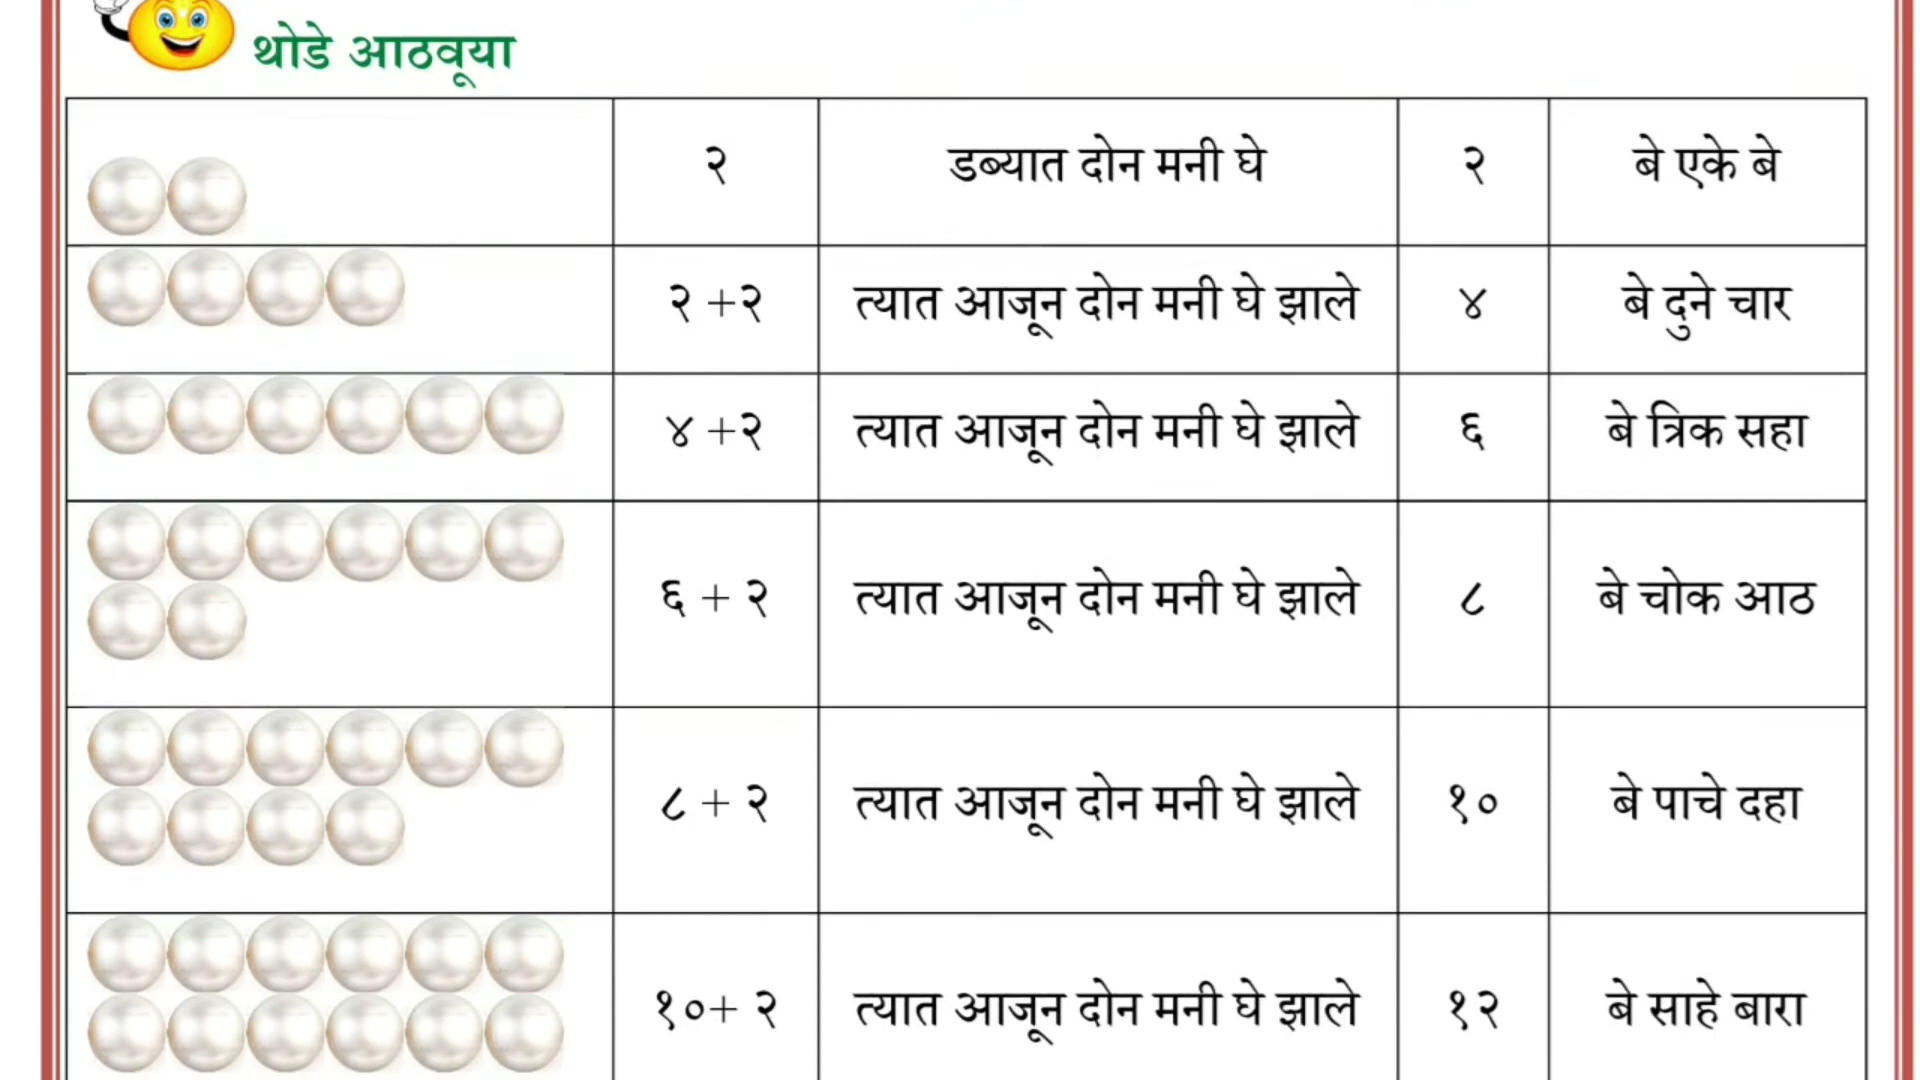 थोडे आठवूया
२ डब्यात दोन मनी घे २ बे एके बे
२ +२ त्यात आजून दोन मनी घे झाले ४ बे दुने चार
४ +२ त्यात आजून दोन मनी घे झाले ६ बे त्रिक सहा
६ + २ त्यात आजून दोन मनी घे झाले ८ बे चोक आठ
८ + २ त्यात आजून दोन मनी घे झाले १० बे पाचे दहा
१०+ २ त्यात आजून दोन मनी घे झाले १२ बे साहे बारा